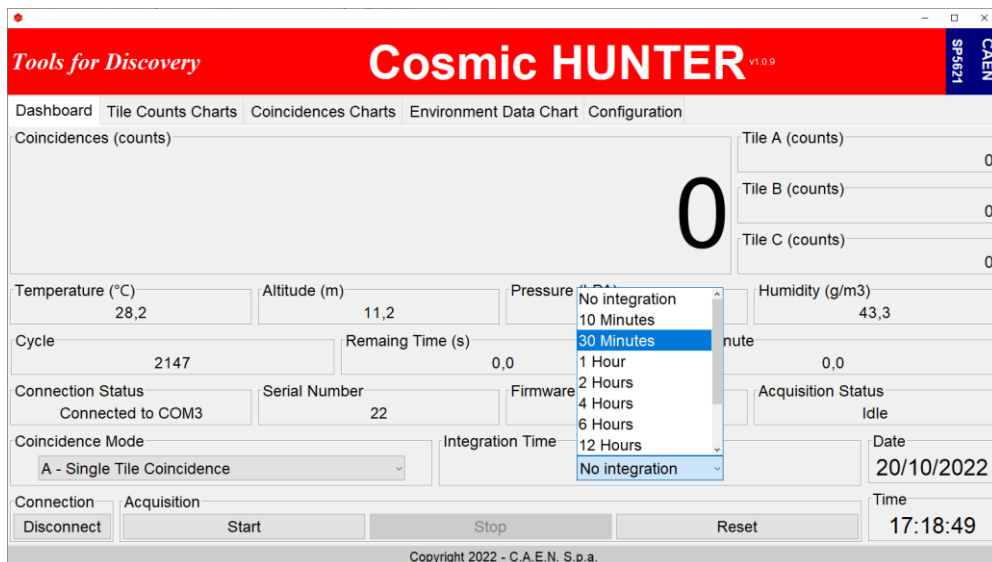 Tools for Discovery
Cosmic HUNTER v1.0.9
CAEN
SP5621
Dashboard Tile Counts Charts Coincidences Charts Environment Data Chart Configuration
Coincidences (counts)
0
Tile A (counts)
0
Tile B (counts)
0
Tile C (counts)
0
Temperature (°C) Altitude (m) Pressure Humidity (g/m3)
28,2 11,2 43,3
No integration
10 Minutes
30 Minutes
1 Hour
2 Hours
4 Hours
6 Hours
12 Hours
Cycle Remaing Time (s) nute
2147 0,0 0,0
Connection Status Serial Number Firmware Acquisition Status
Connected to COM3 22 Idle
Coincidence Mode Integration Time Date
A - Single Tile Coincidence No integration 20/10/2022
Connection Acquisition Time
Disconnect Start Stop Reset 17:18:49
Copyright 2022 - C.A.E.N. S.p.a.